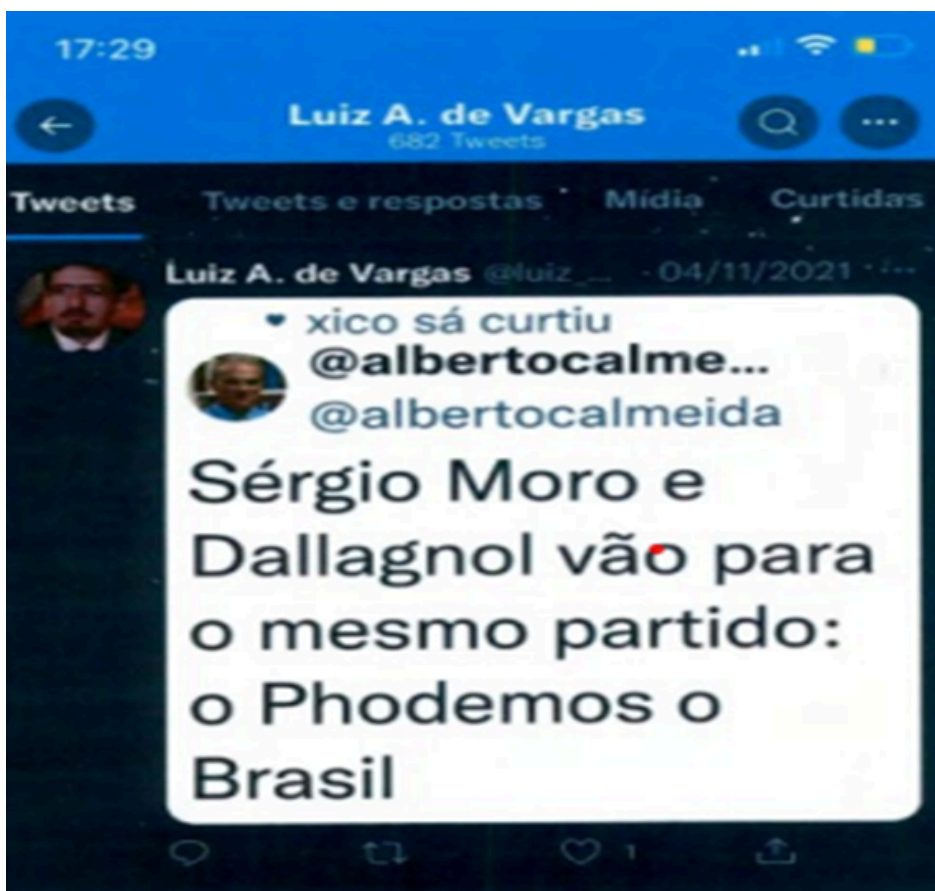 17:29
Luiz A. de Vargas
682 Tweets
Tweets Tweets e respostas Mídia Curtidas
Luiz A. de Vargas @luiz_... · 04/11/2021 ...
xico sá curtiu
@albertocalme...
@albertocalmeida
Sérgio Moro e
Dallagnol vão para
o mesmo partido:
o Phodemos o
Brasil
1